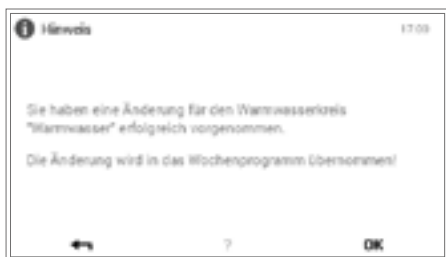 Hinweis 17:09
Sie haben eine Änderung für den Warmwasserkreis
"Warmwasser" erfolgreich vorgenommen.
Die Änderung wird in das Wochenprogramm übernommen!
? OK